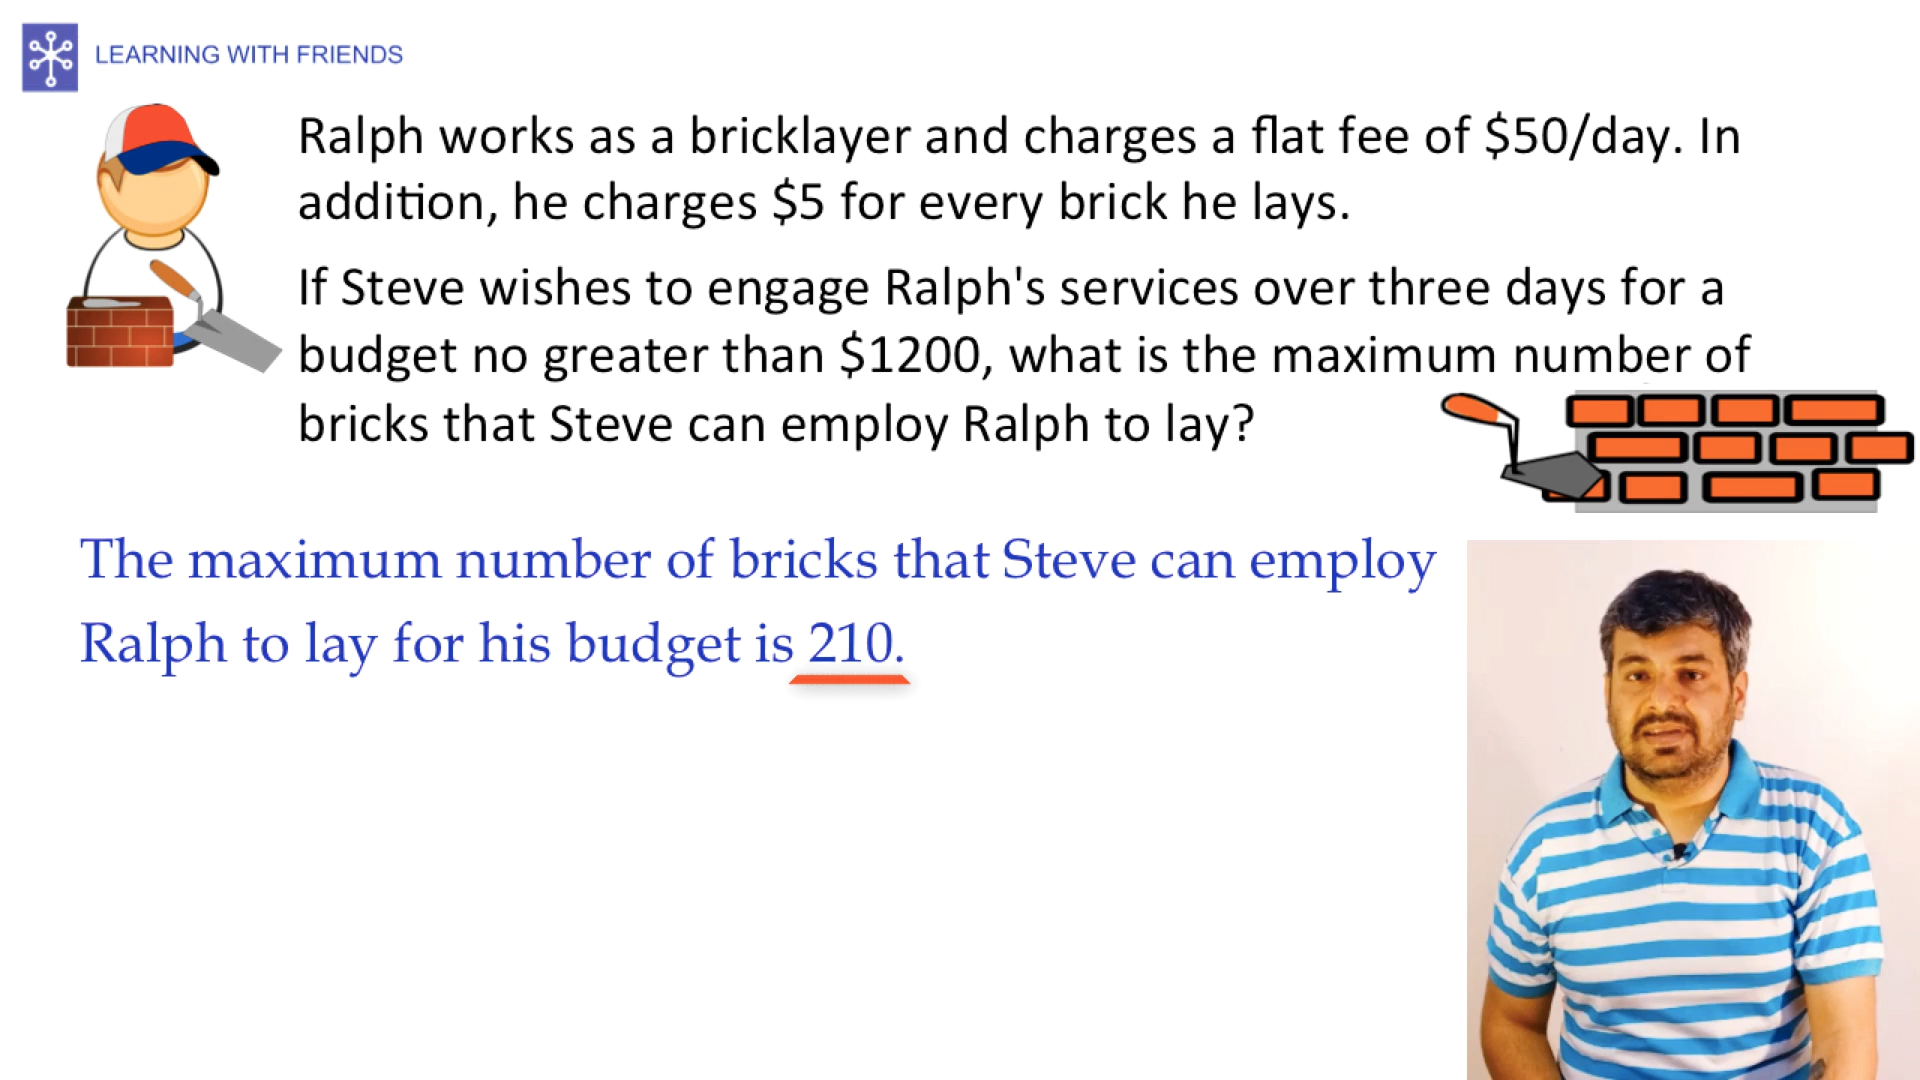 LEARNING WITH FRIENDS
Ralph works as a bricklayer and charges a flat fee of $50/day. In
addition, he charges $5 for every brick he lays.
If Steve wishes to engage Ralph's services over three days for a
budget no greater than $1200, what is the maximum number of
bricks that Steve can employ Ralph to lay?
The maximum number of bricks that Steve can employ
Ralph to lay for his budget is 210.